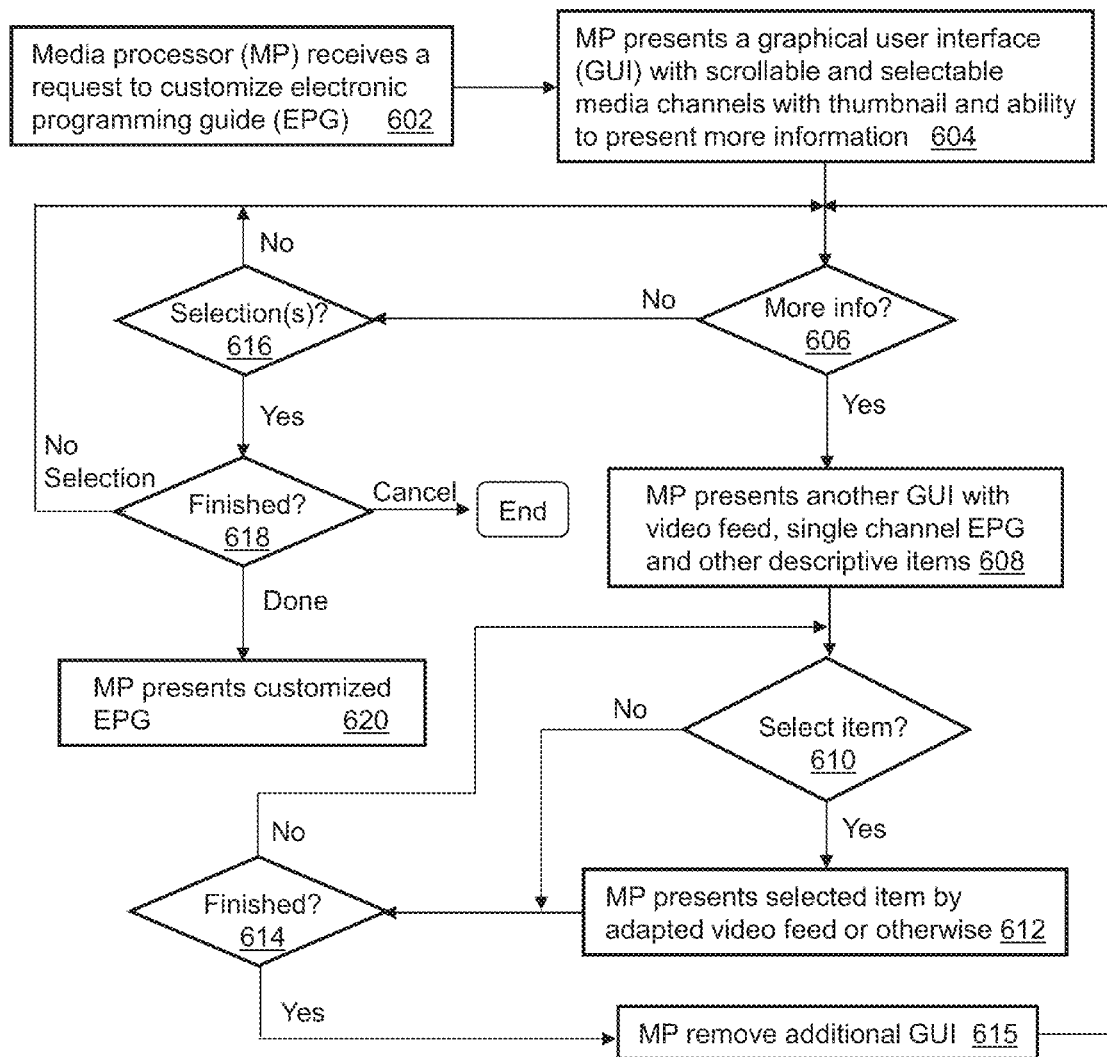 Media processor (MP) receives a
request to customize electronic
programming guide (EPG) 602
MP presents a graphical user interface
(GUI) with scrollable and selectable
media channels with thumbnail and ability
to present more information 604
No
Selection(s)?
616
No
More info?
606
Yes
Yes
No
Selection
Finished?
618
Cancel
End
MP presents another GUI with
video feed, single channel EPG
and other descriptive items 608
Done
MP presents customized
EPG 620
No
Select item?
610
No
Yes
Finished?
614
MP presents selected item by
adapted video feed or otherwise 612
Yes
MP remove additional GUI 615